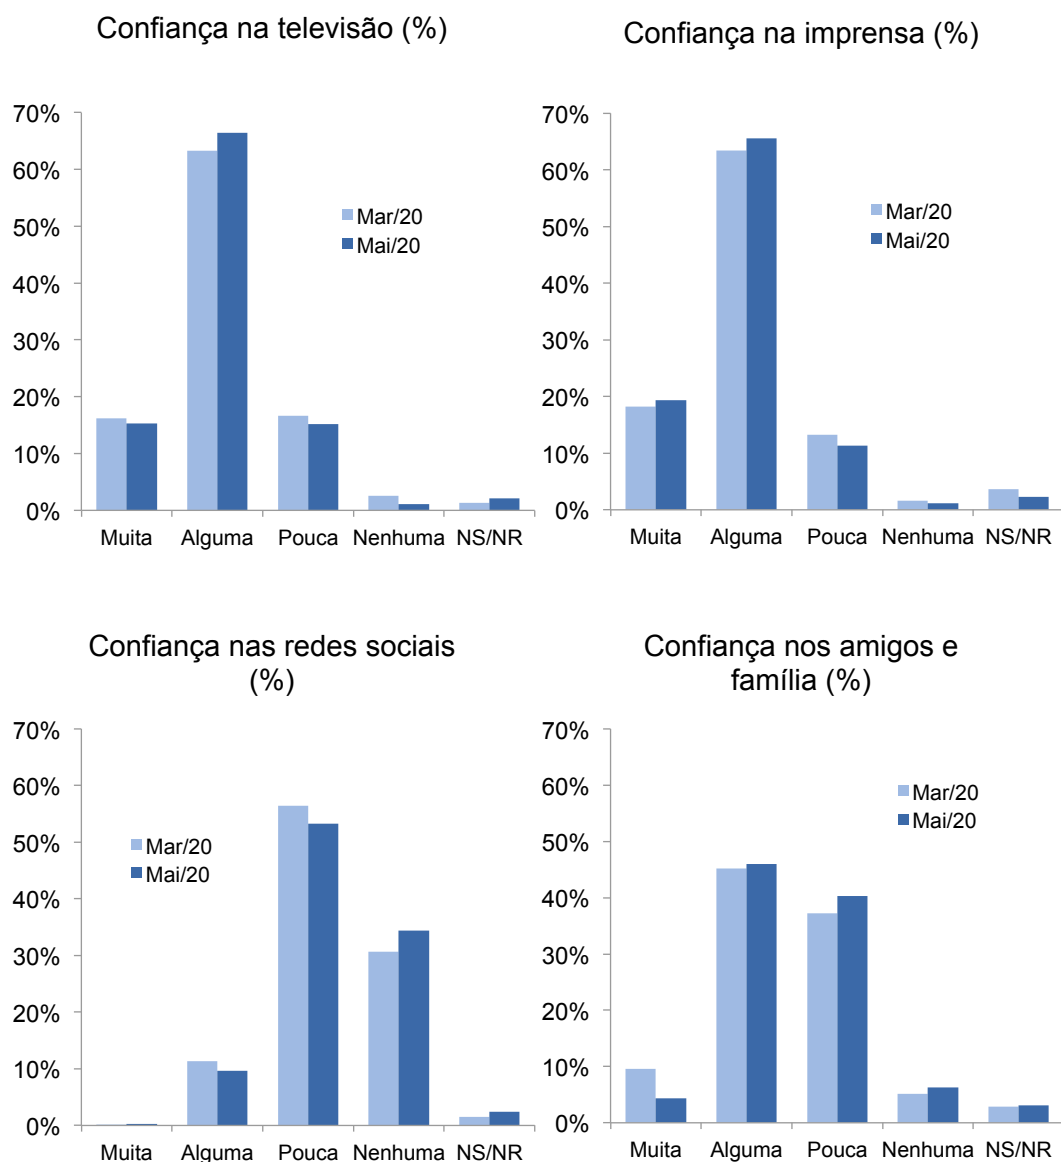 Confiança na televisão (%)
70%
60%
50%
40%
30%
20%
10%
0%
Mar/20
Mai/20
Muita Alguma Pouca Nenhuma NS/NR
Confiança na imprensa (%)
70%
60%
50%
40%
30%
20%
10%
0%
Mar/20
Mai/20
Muita Alguma Pouca Nenhuma NS/NR
Confiança nas redes sociais
(%)
70%
60%
50%
40%
30%
20%
10%
0%
Mar/20
Mai/20
Muita Alguma Pouca Nenhuma NS/NR
Confiança nos amigos e
família (%)
70%
60%
50%
40%
30%
20%
10%
0%
Mar/20
Mai/20
Muita Alguma Pouca Nenhuma NS/NR